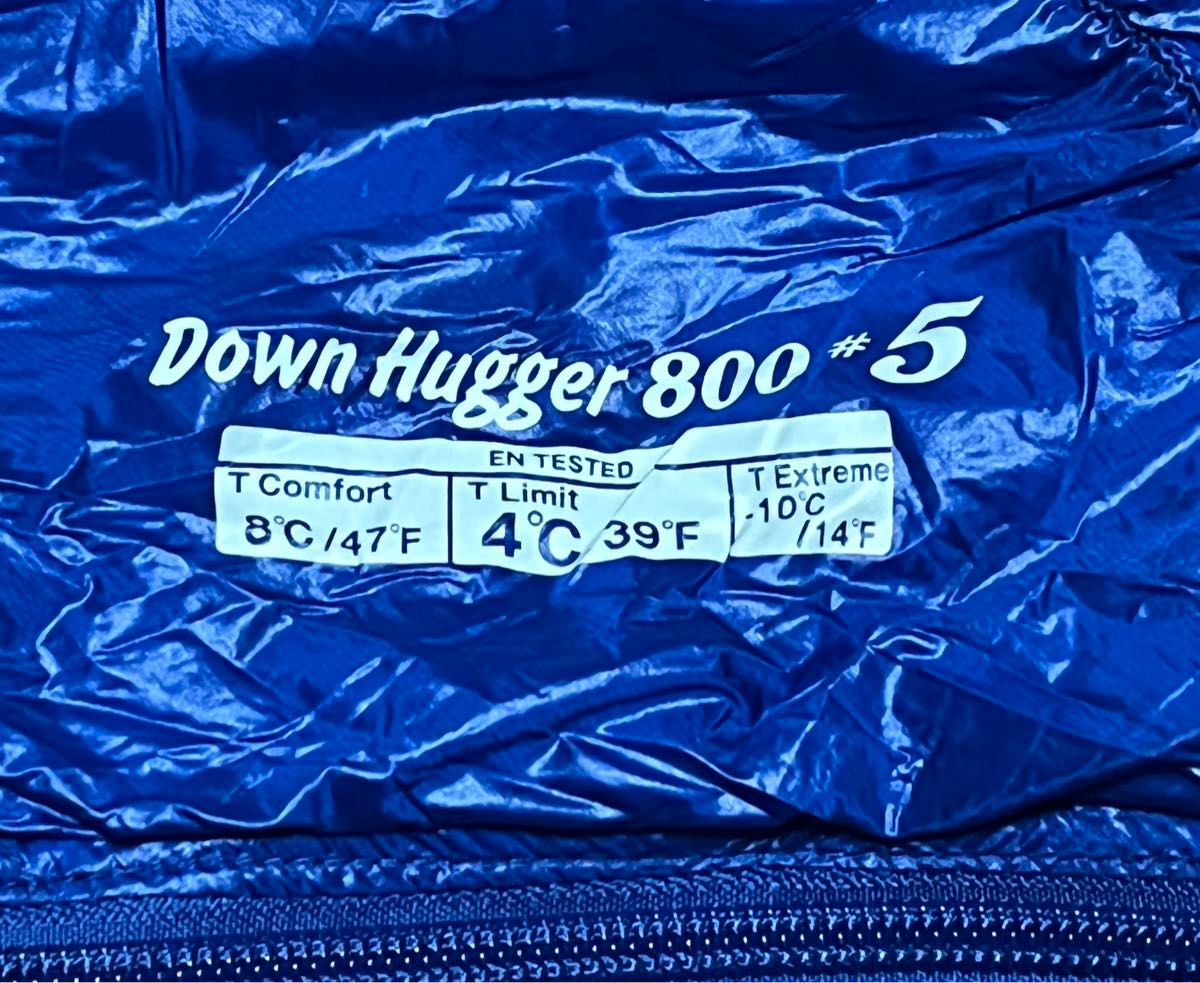 Down Hugger 800 #5
EN TESTED
T Comfort
8°C /47°F
T Limit
4°C 39°F
T Extreme
-10°C
/14°F